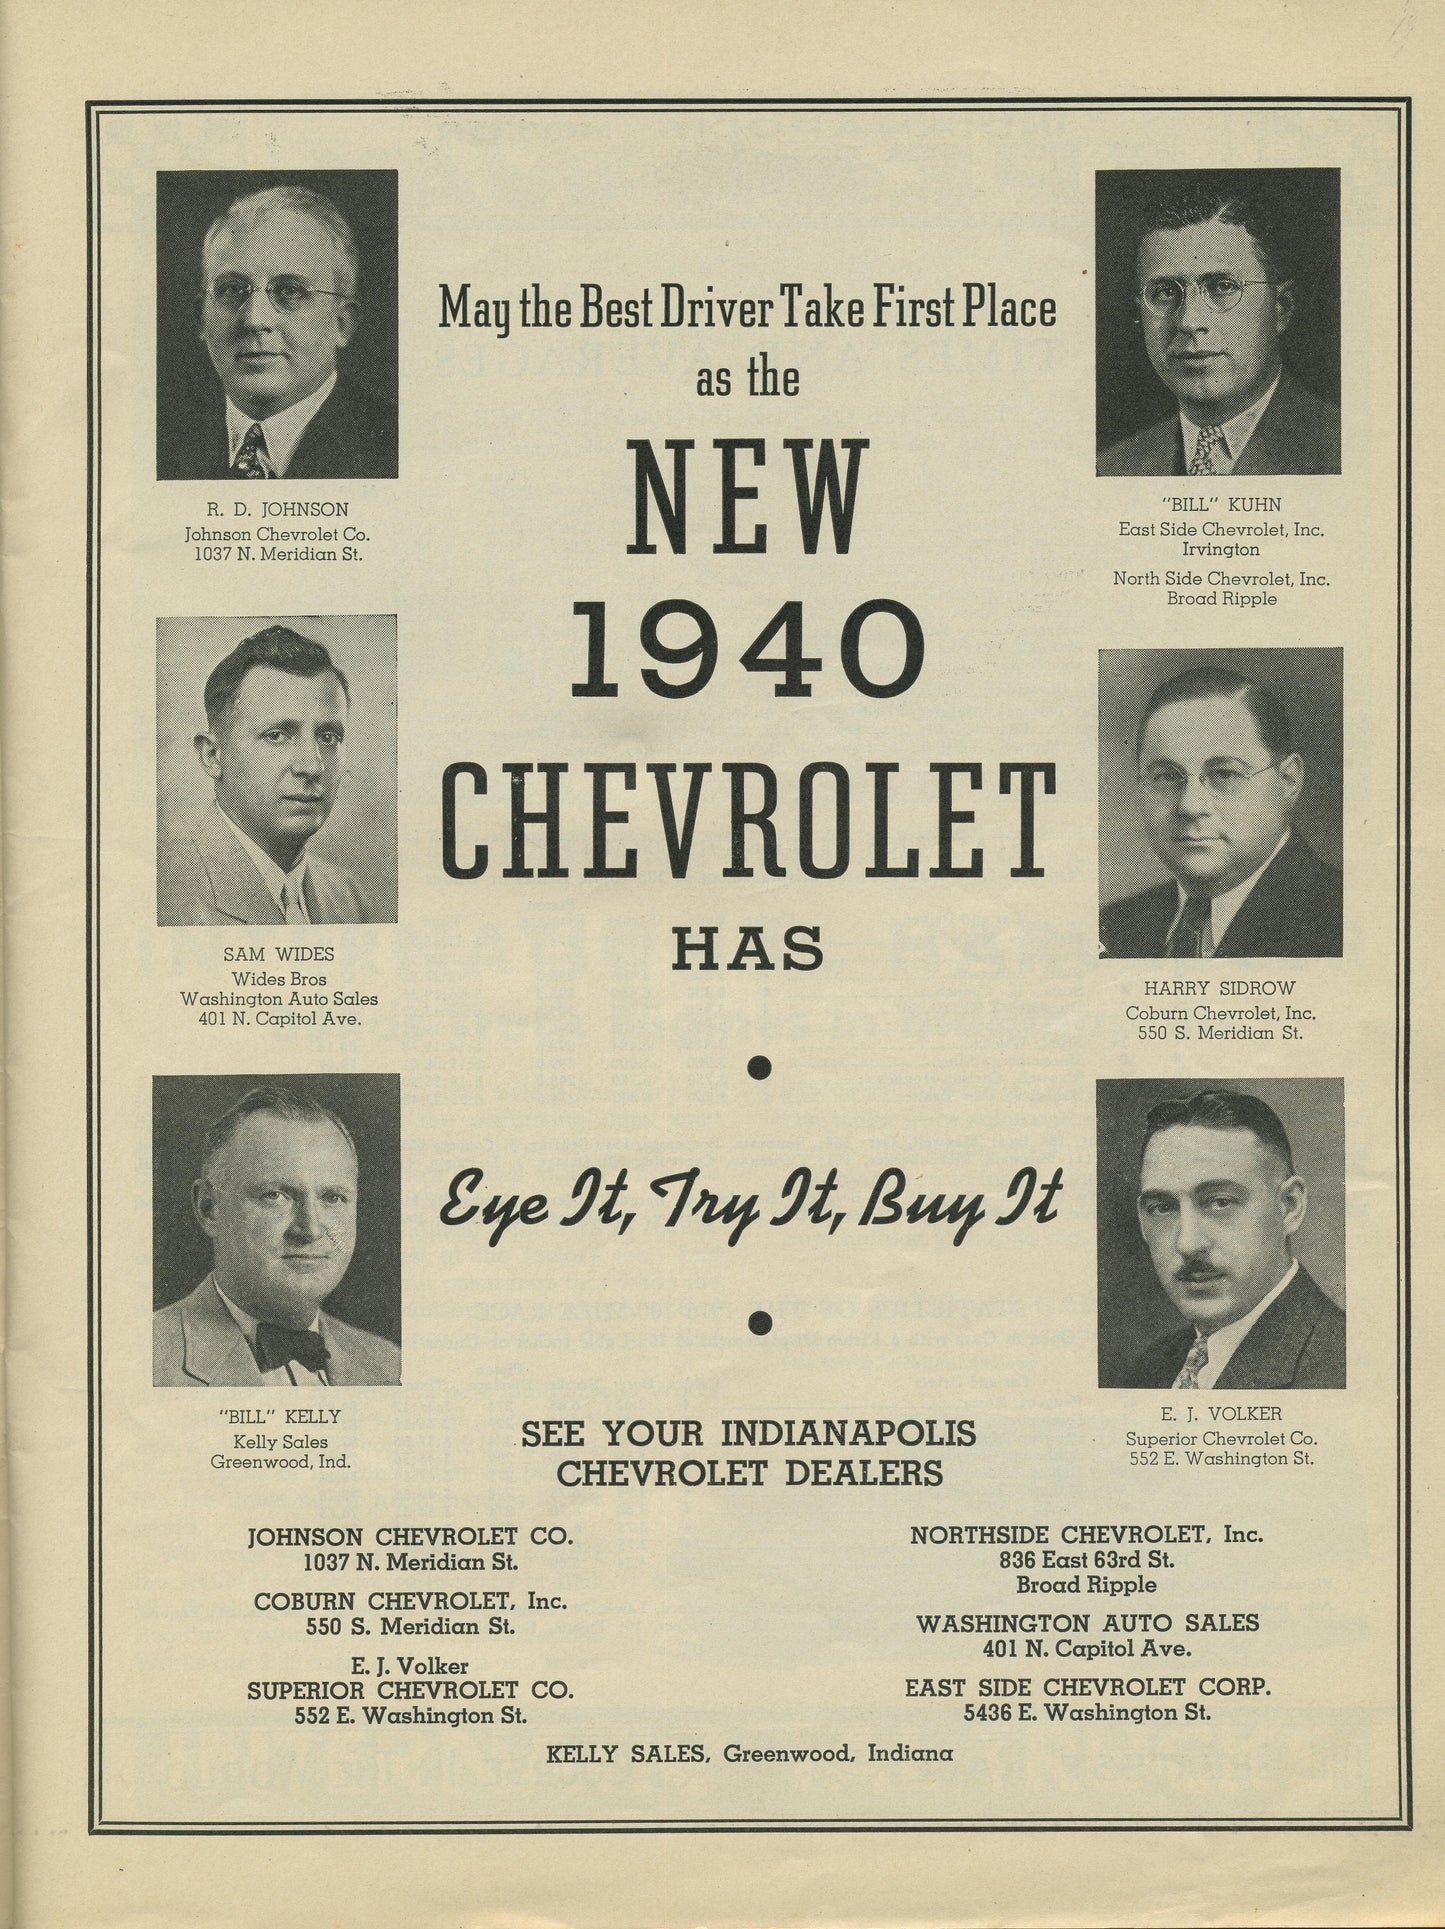 May the Best Driver Take First Place
as the
NEW
1940
CHEVROLET
HAS
Eye It, Try It, Buy It
R. D. JOHNSON
Johnson Chevrolet Co.
1037 N. Meridian St.
SAM WIDES
Wides Bros
Washington Auto Sales
401 N. Capitol Ave.
"BILL" KELLY
Kelly Sales
Greenwood, Ind.
"BILL" KUHN
East Side Chevrolet, Inc.
Irvington
North Side Chevrolet, Inc.
Broad Ripple
HARRY SIDROW
Coburn Chevrolet, Inc.
550 S. Meridian St.
E. J. VOLKER
Superior Chevrolet Co.
552 E. Washington St.
SEE YOUR INDIANAPOLIS
CHEVROLET DEALERS
JOHNSON CHEVROLET CO.
1037 N. Meridian St.
COBURN CHEVROLET, Inc.
550 S. Meridian St.
E. J. Volker
SUPERIOR CHEVROLET CO.
552 E. Washington St.
NORTHSIDE CHEVROLET, Inc.
836 East 63rd St.
Broad Ripple
WASHINGTON AUTO SALES
401 N. Capitol Ave.
EAST SIDE CHEVROLET CORP.
5436 E. Washington St.
KELLY SALES, Greenwood, Indiana